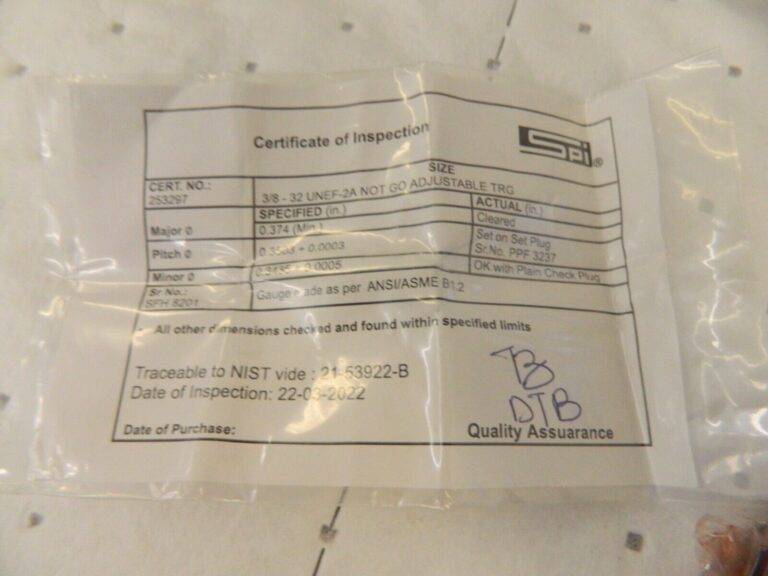 Certificate of Inspection
SPI®
CERT. NO.:
253297
SIZE
3/8 - 32 UNEF-2A NOT GO ADJUSTABLE TRG
SPECIFIED (in.)
ACTUAL (in.)
Major Ø
0.374 (Min.)
Cleared
Pitch Ø
+ 0.0003
Set on Set Plug
Sr.No. PPF 3237
Minor Ø
0.0005
OK with Plain Check Plug
Sr No.:
SFH 8201
Gauge made as per ANSI/ASME B1.2
All other dimensions checked and found within specified limits
Traceable to NIST vide : 21-53922-B
Date of Inspection: 22-03-2022
TB
DTB
Date of Purchase:
Quality Assuarance